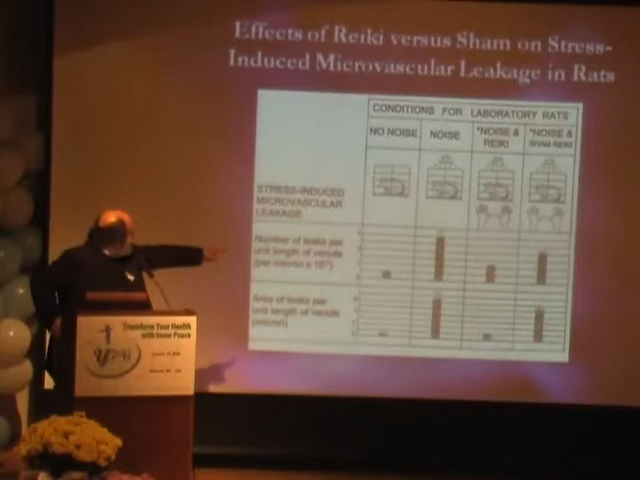 Effects of Reiki versus Sham on Stress-
Induced Microvascular Leakage in Rats
CONDITIONS FOR LABORATORY RATS
NO NOISE
NOISE
*NOISE &
REIKI
*NOISE &
SHAM REIKI
STRESS-INDUCED
MICROVASCULAR
LEAKAGE
Number of leaks per
unit length of venule
Area of leaks per
unit length of venule
Transform Your Health
with Inner Peace